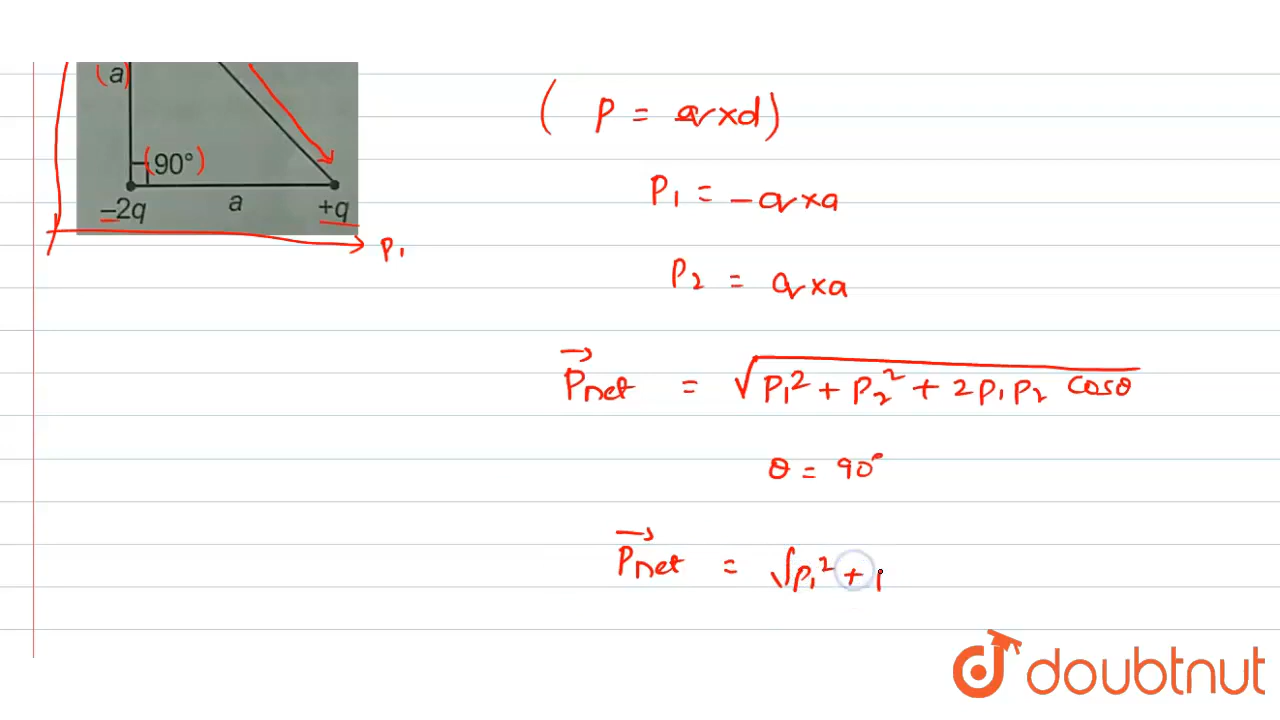 (a)
(90°)
–2q
a
+q
P₁
(P = q×d)
P₁ = -q×a
P₂ = q×a
P⃗net = √P₁² + P₂² + 2P₁P₂ cosθ
θ = 90°
P⃗net = √P₁² +
doubtnut